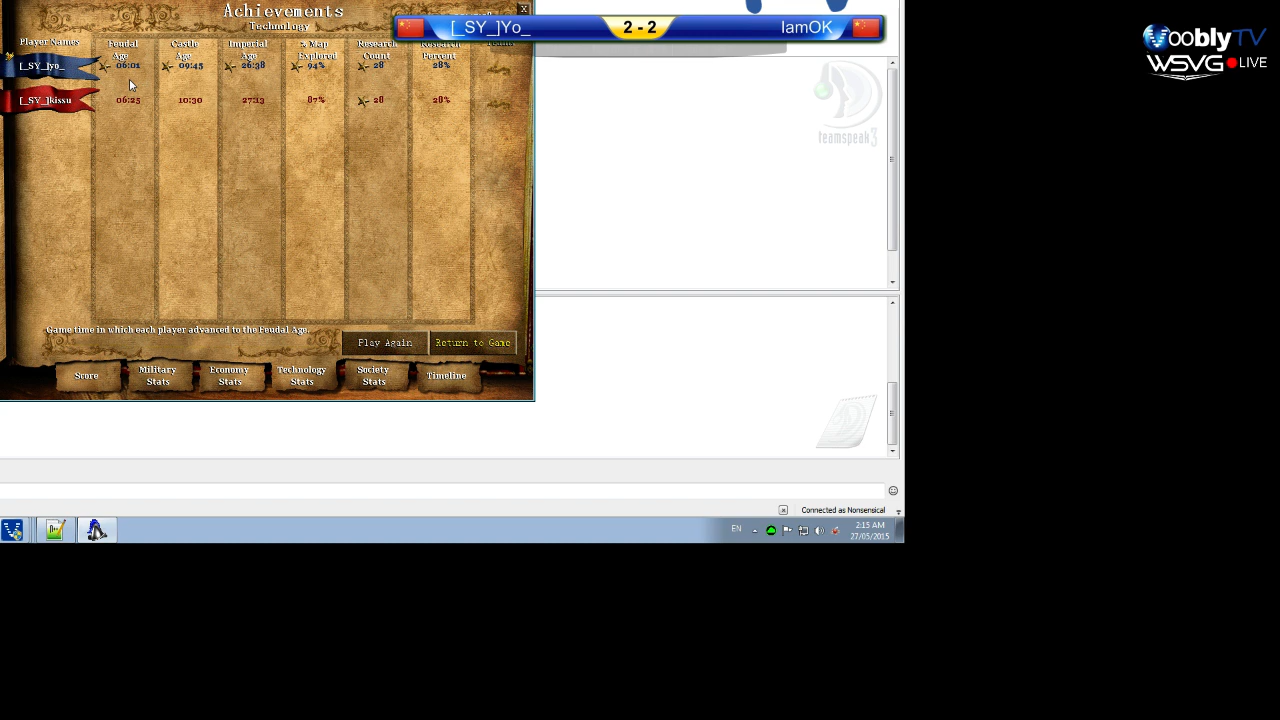 Achievements
Technology
[_SY_]Yo_ 2 - 2 IamOK
VooblyTV
WSVG LIVE
Player Names Feudal Age Castle Age Imperial Age % Map Explored Research Count Research Percent
[_SY_]yo_ 06:01 09:45 26:38 94% 28 28%
[_SY_]kissu 06:25 10:30 27:13 87% 28 28%
teamspeak3
Game time in which each player advanced to the Feudal Age.
Play Again Return to Game
Score Military Stats Economy Stats Technology Stats Society Stats Timeline
Connected as Nonsensical
EN 2:15 AM
27/05/2015